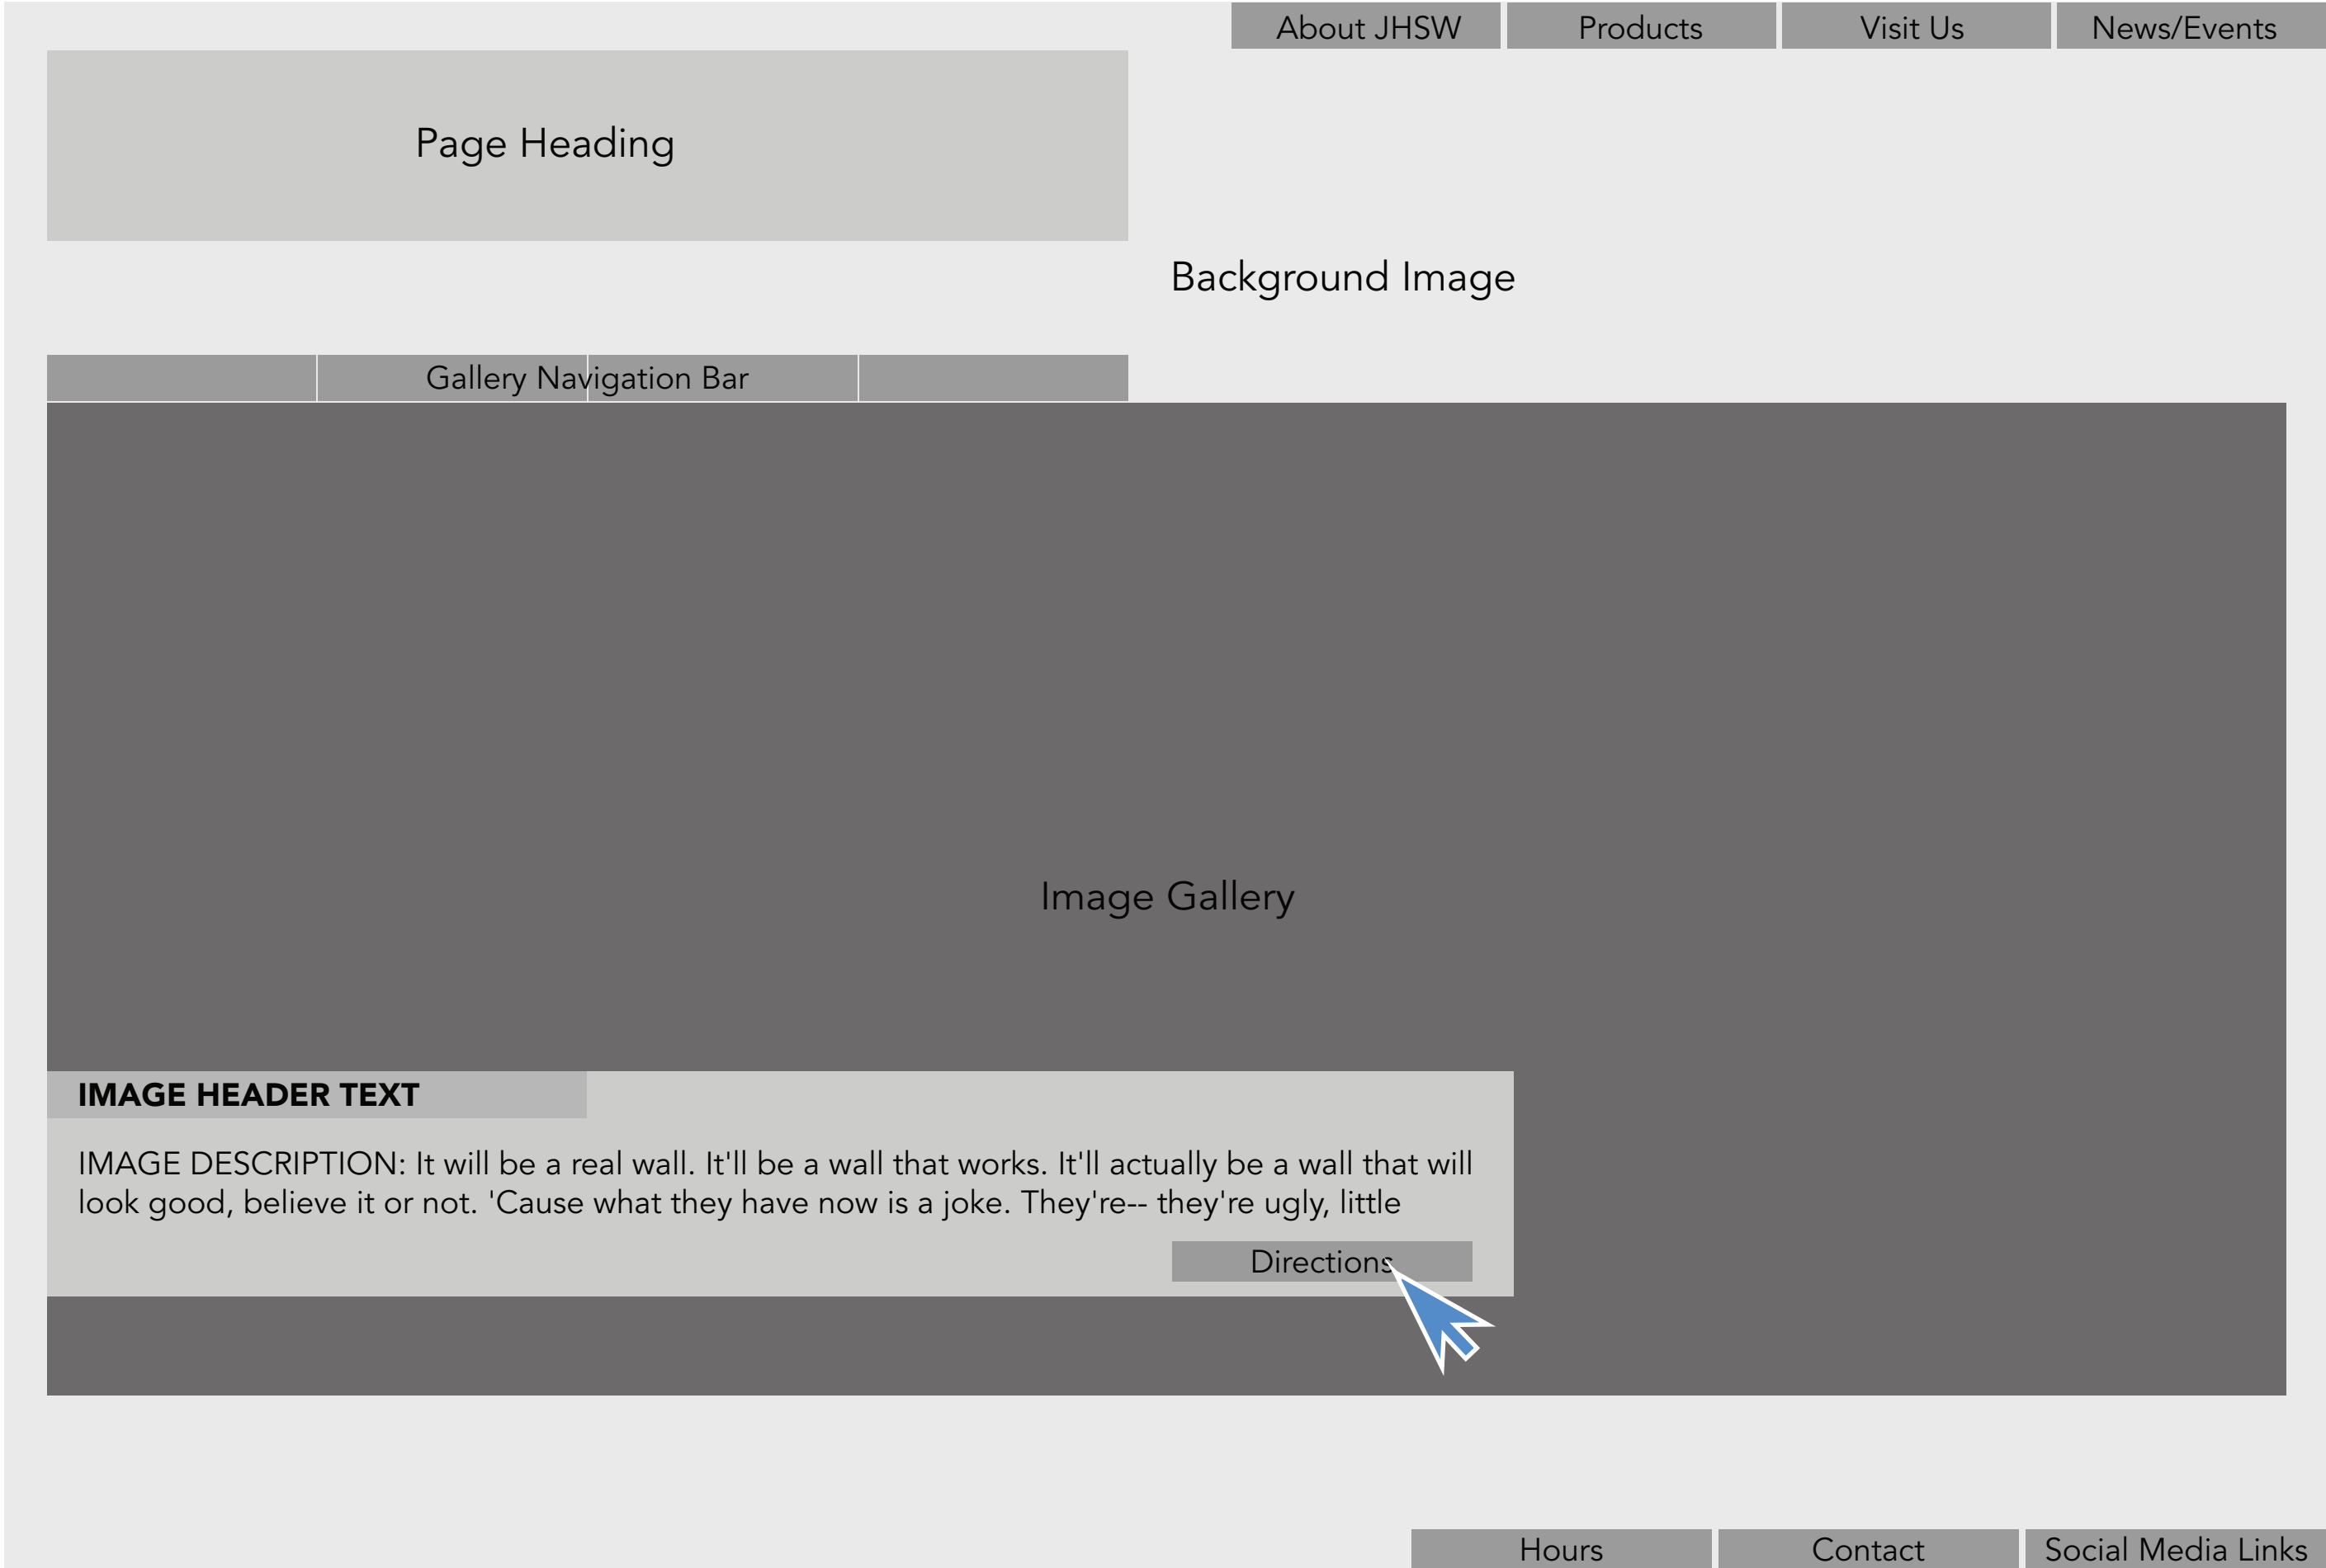 About JHSW
Products
Visit Us
News/Events
Page Heading
Background Image
Gallery Navigation Bar
Image Gallery
IMAGE HEADER TEXT
IMAGE DESCRIPTION: It will be a real wall. It'll be a wall that works. It'll actually be a wall that will
look good, believe it or not. 'Cause what they have now is a joke. They're-- they're ugly, little
Directions
Hours
Contact
Social Media Links